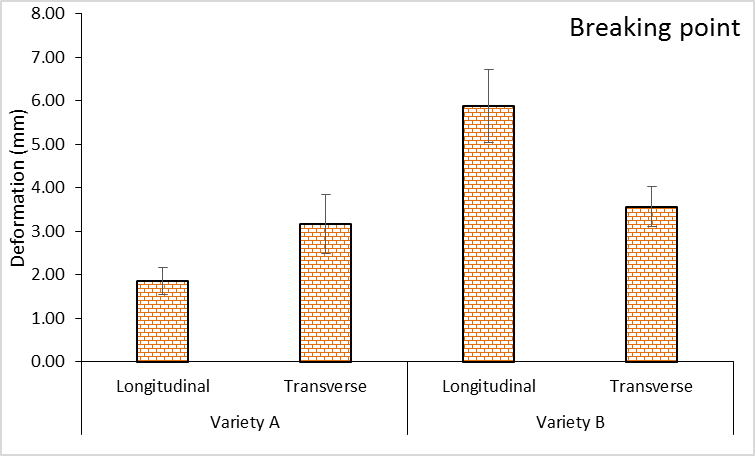 Breaking point
Deformation (mm)
8.00
7.00
6.00
5.00
4.00
3.00
2.00
1.00
0.00
Longitudinal Transverse Longitudinal Transverse
Variety A Variety B